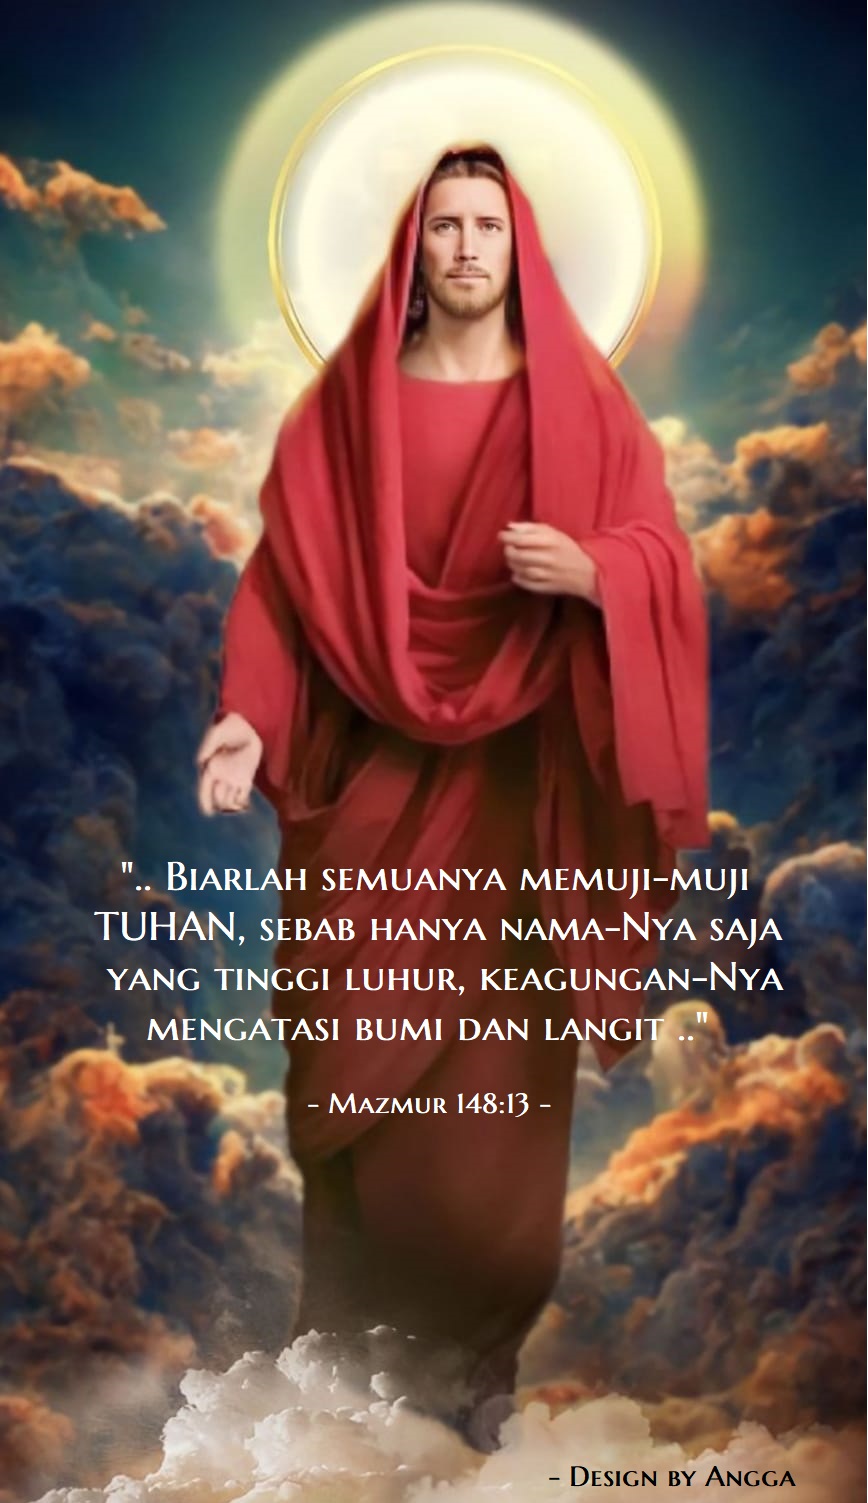 ".. Biarlah semuanya memuji-muji
TUHAN, sebab hanya nama-Nya saja
yang tinggi luhur, keagungan-Nya
mengatasi bumi dan langit .."
- Mazmur 148:13 -
- Design by Angga